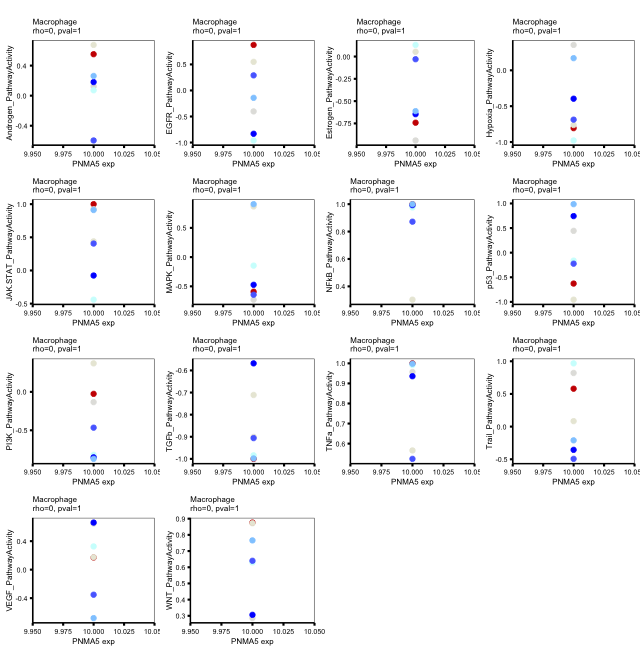 Macrophage
rho=0, pval=1
Androgen_PathwayActivity
0.4
0.0
-0.4
9.950 9.975 10.000 10.025 10.05
PNMA5 exp
Macrophage
rho=0, pval=1
EGFR_PathwayActivity
0.5
0.0
-0.5
-1.0
9.950 9.975 10.000 10.025 10.05
PNMA5 exp
Macrophage
rho=0, pval=1
Estrogen_PathwayActivity
0.00
-0.25
-0.50
-0.75
9.950 9.975 10.000 10.025 10.05
PNMA5 exp
Macrophage
rho=0, pval=1
Hypoxia_PathwayActivity
0.0
-0.5
-1.0
9.950 9.975 10.000 10.025 10.05
PNMA5 exp
Macrophage
rho=0, pval=1
JAK.STAT_PathwayActivity
1.0
0.5
0.0
-0.5
9.950 9.975 10.000 10.025 10.05
PNMA5 exp
Macrophage
rho=0, pval=1
MAPK_PathwayActivity
0.5
0.0
-0.5
9.950 9.975 10.000 10.025 10.05
PNMA5 exp
Macrophage
rho=0, pval=1
NFkB_PathwayActivity
1.0
0.8
0.6
0.4
9.950 9.975 10.000 10.025 10.05
PNMA5 exp
Macrophage
rho=0, pval=1
p53_PathwayActivity
1.0
0.5
0.0
-0.5
-1.0
9.950 9.975 10.000 10.025 10.05
PNMA5 exp
Macrophage
rho=0, pval=1
PI3K_PathwayActivity
0.0
-0.5
9.950 9.975 10.000 10.025 10.05
PNMA5 exp
Macrophage
rho=0, pval=1
TGFb_PathwayActivity
-0.6
-0.7
-0.8
-0.9
-1.0
9.950 9.975 10.000 10.025 10.05
PNMA5 exp
Macrophage
rho=0, pval=1
TNFa_PathwayActivity
1.0
0.9
0.8
0.7
0.6
9.950 9.975 10.000 10.025 10.05
PNMA5 exp
Macrophage
rho=0, pval=1
Trail_PathwayActivity
1.0
0.5
0.0
-0.5
9.950 9.975 10.000 10.025 10.05
PNMA5 exp
Macrophage
rho=0, pval=1
VEGF_PathwayActivity
0.4
0.0
-0.4
9.950 9.975 10.000 10.025 10.05
PNMA5 exp
Macrophage
rho=0, pval=1
WNT_PathwayActivity
0.9
0.8
0.7
0.6
0.5
0.4
0.3
9.950 9.975 10.000 10.025 10.050
PNMA5 exp